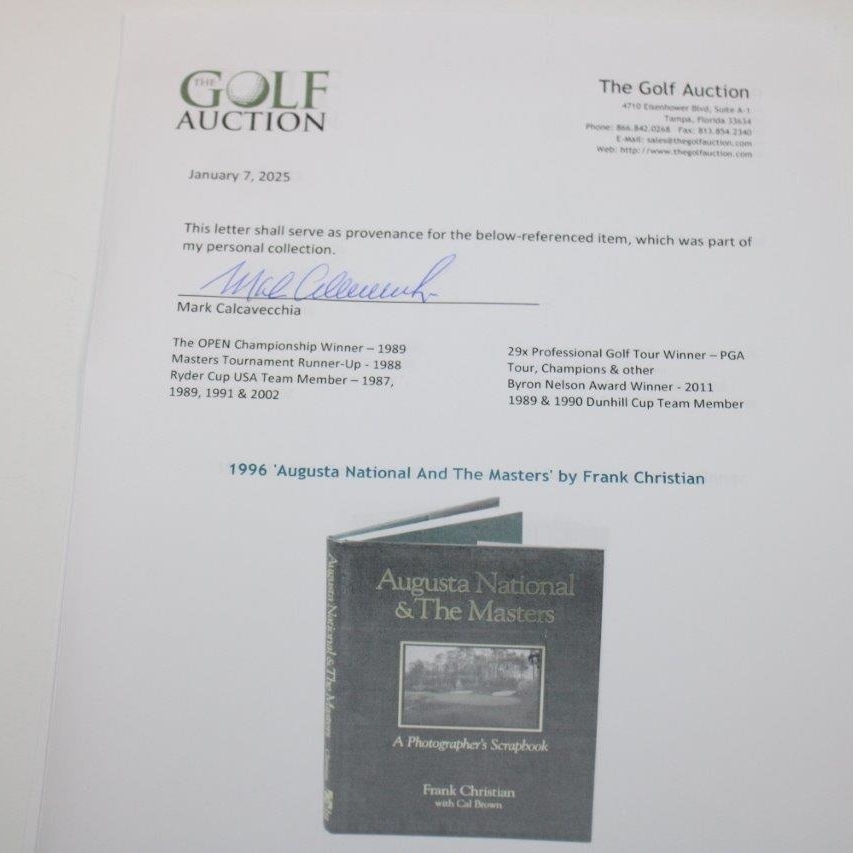 THE
GOLF
AUCTION
The Golf Auction
4710 Eisenhower Blvd, Suite A-1
Tampa, Florida 33634
Phone: 866.842.0268 Fax: 813.854.2340
E-Mail: sales@thegolfauction.com
Web: http://www.thegolfauction.com
January 7, 2025
This letter shall serve as provenance for the below-referenced item, which was part of
my personal collection.
Mark Calcavecchia
The OPEN Championship Winner – 1989
Masters Tournament Runner-Up - 1988
Ryder Cup USA Team Member – 1987,
1989, 1991 & 2002
29x Professional Golf Tour Winner – PGA
Tour, Champions & other
Byron Nelson Award Winner - 2011
1989 & 1990 Dunhill Cup Team Member
1996 'Augusta National And The Masters' by Frank Christian
Augusta National & The Masters
Augusta National
& The Masters
A Photographer's Scrapbook
Frank Christian
with Cal Brown